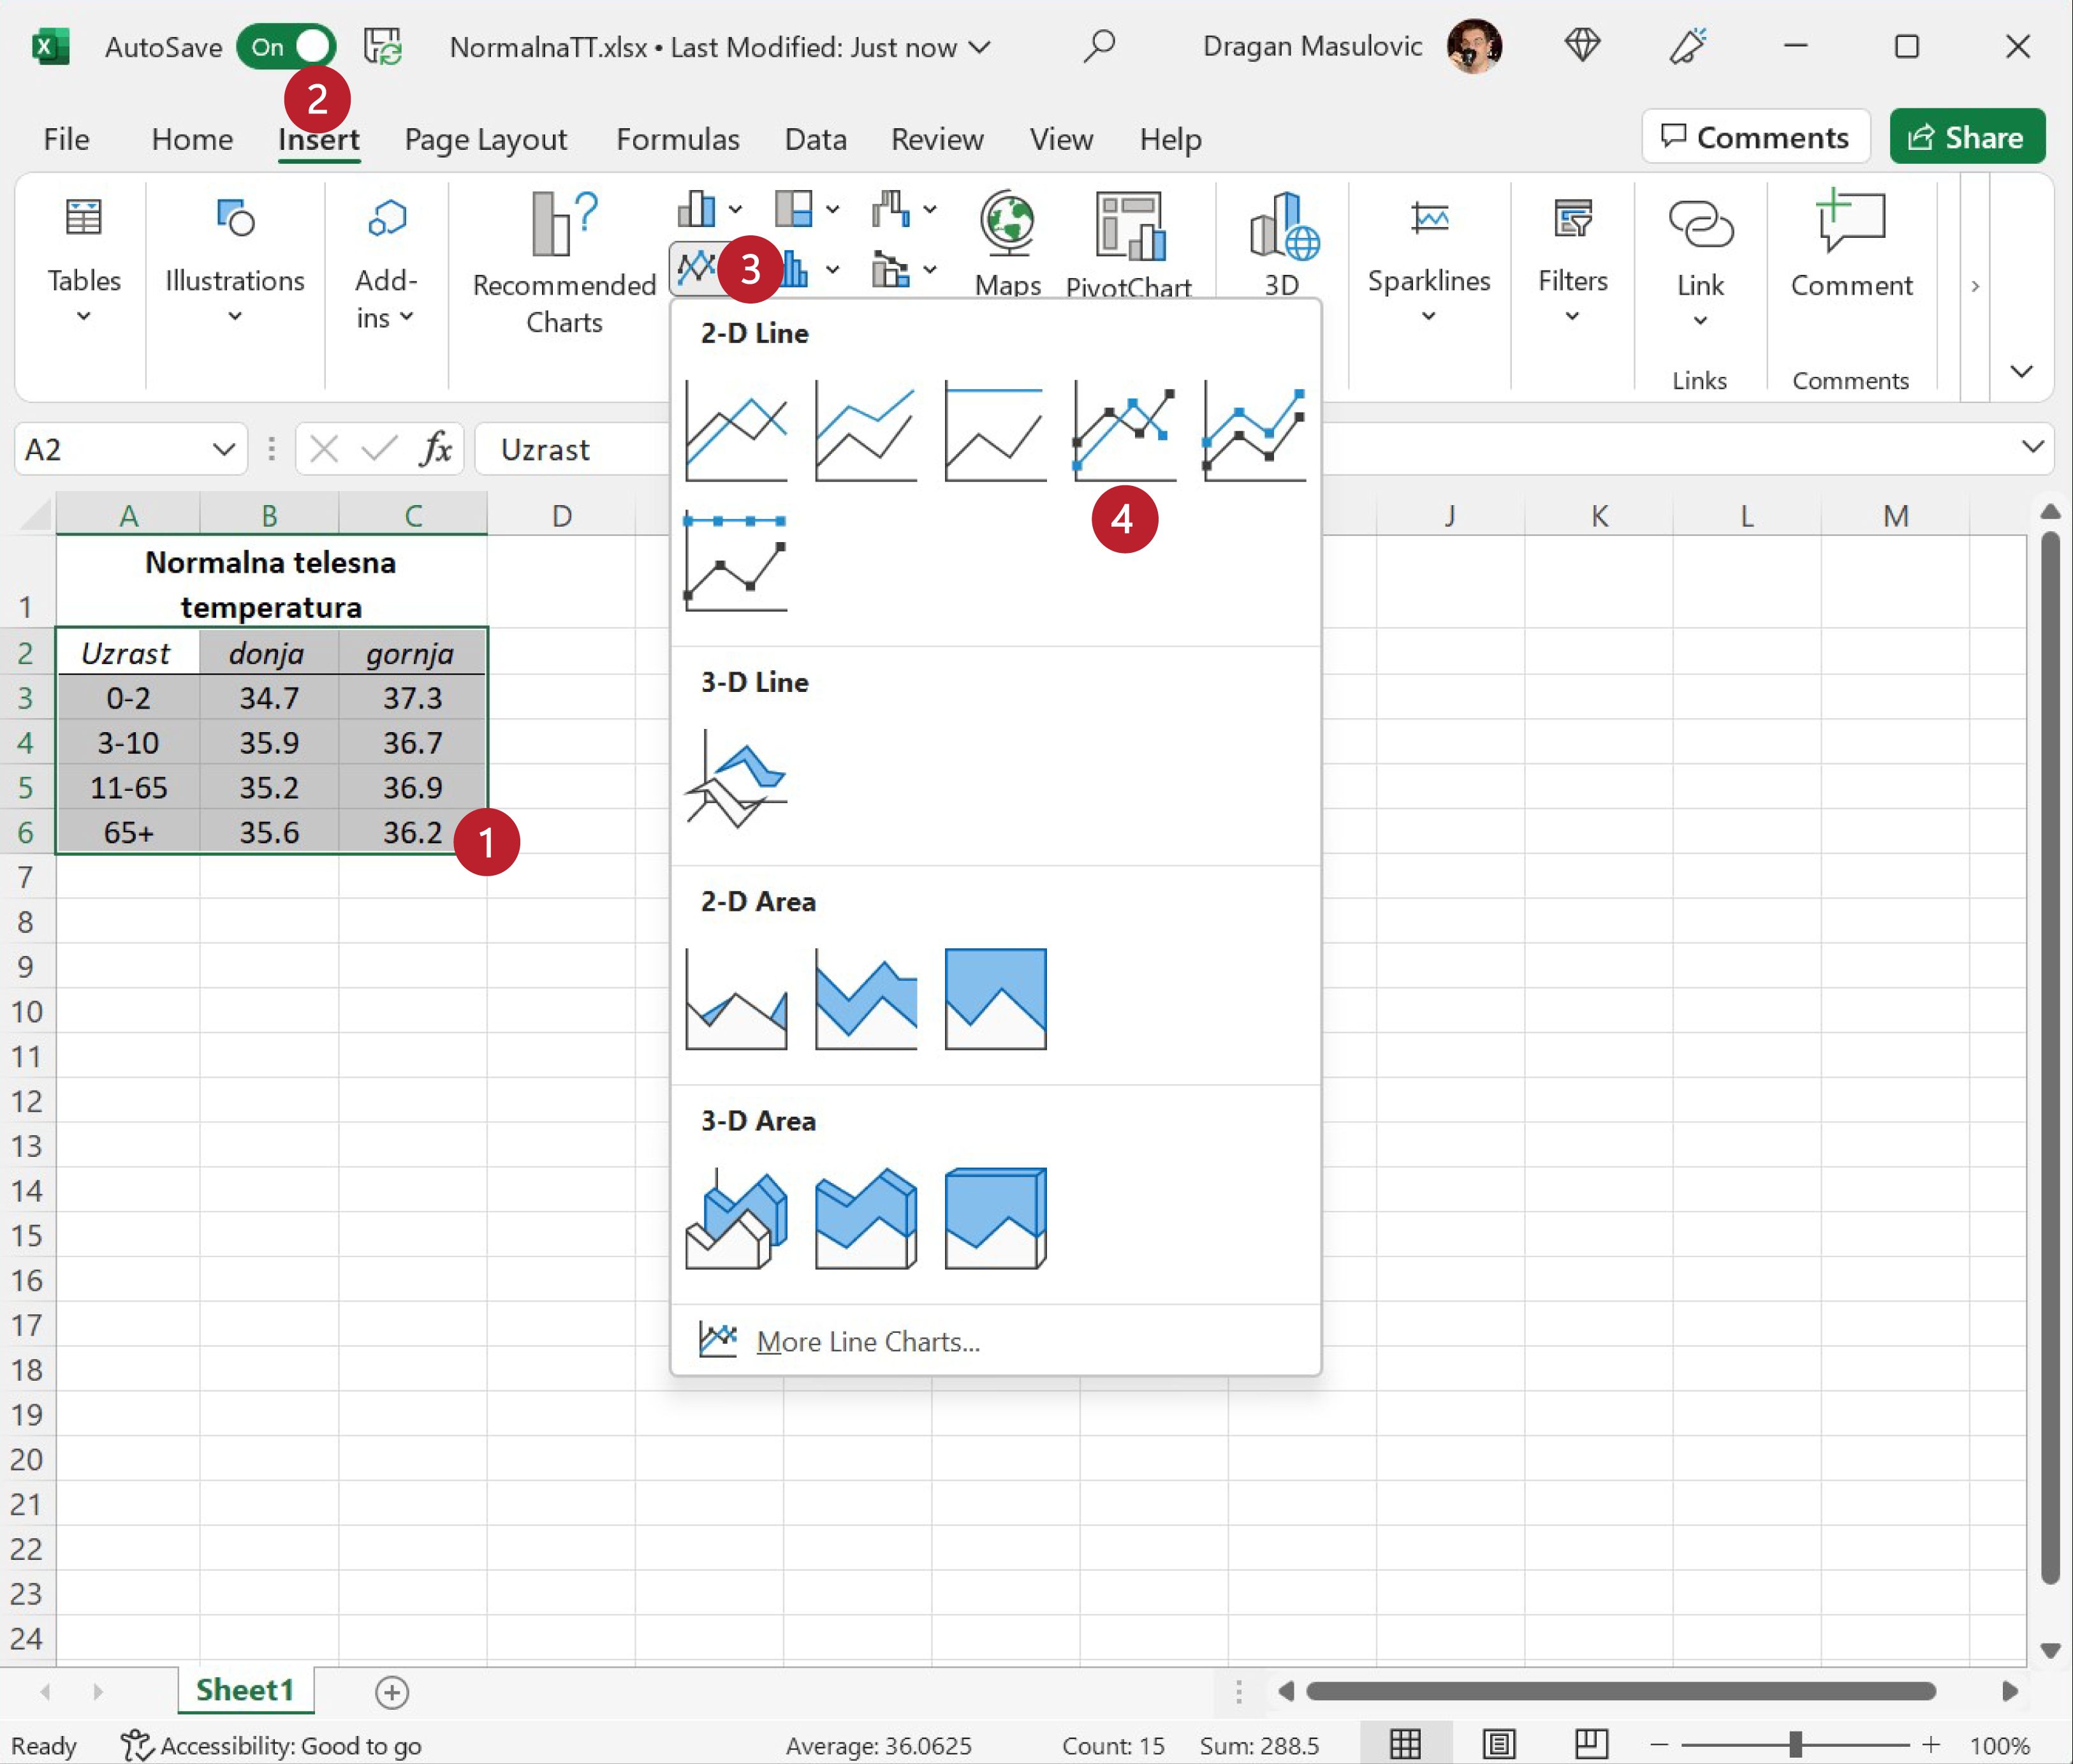 AutoSave On NormalnaTT.xlsx • Last Modified: Just now Dragan Masulovic
2
File Home Insert Page Layout Formulas Data Review View Help Comments Share
Tables Illustrations Add-ins Recommended Charts 3 Maps PivotChart 3D Sparklines Filters Link Comment
Links Comments
A2 fx Uzrast
2-D Line
4
3-D Line
2-D Area
3-D Area
More Line Charts...
A B C D J K L M
1 Normalna telesna
temperatura
2 Uzrast donja gornja
3 0-2 34.7 37.3
4 3-10 35.9 36.7
5 11-65 35.2 36.9
6 65+ 35.6 36.2 1
7
8
9
10
11
12
13
14
15
16
17
18
19
20
21
22
23
24
Sheet1
Ready Accessibility: Good to go Average: 36.0625 Count: 15 Sum: 288.5 100%